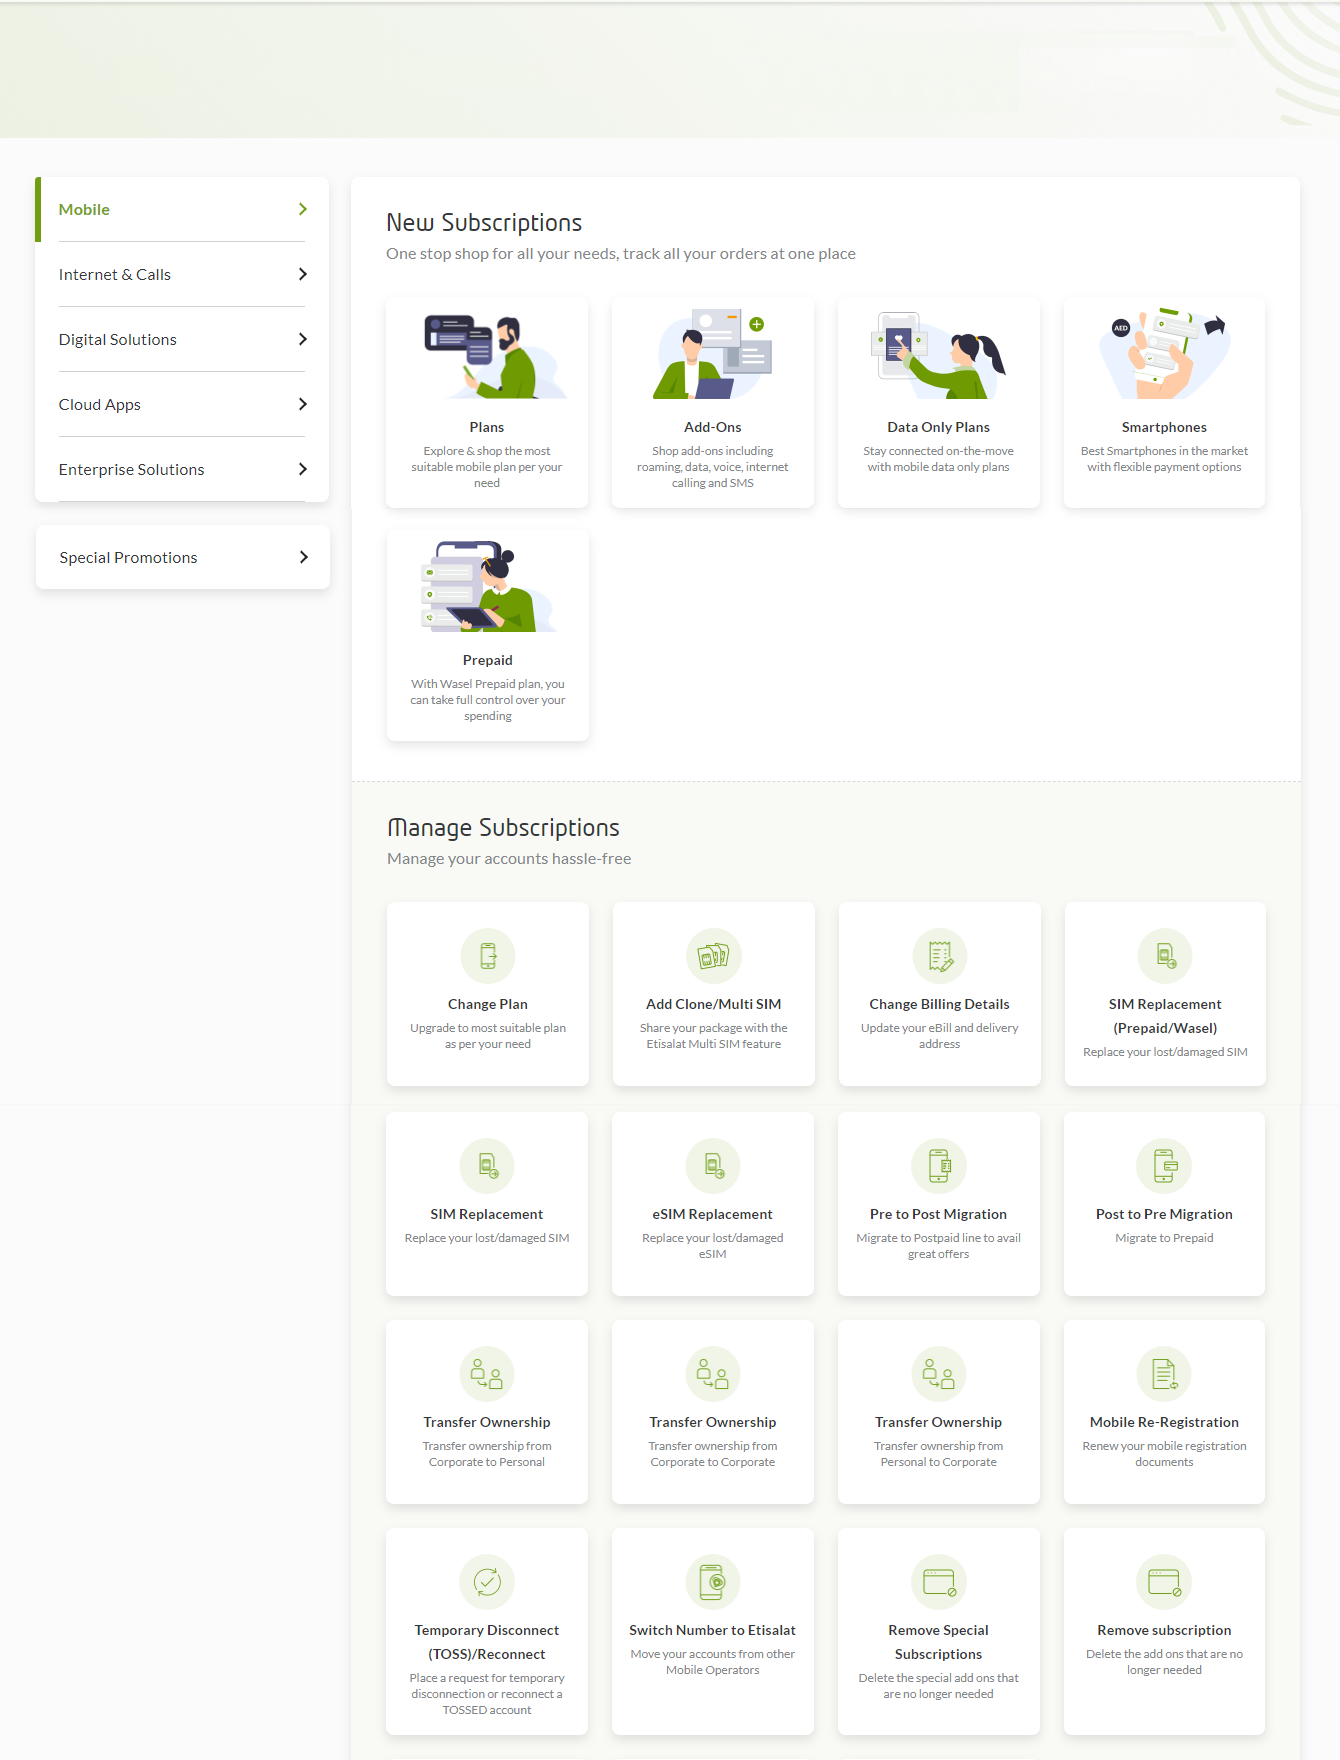 Mobile
Internet & Calls
Digital Solutions
Cloud Apps
Enterprise Solutions
Special Promotions
New Subscriptions
One stop shop for all your needs, track all your orders at one place
Plans
Explore & shop the most
suitable mobile plan per your
need
Add-Ons
Shop add-ons including
roaming, data, voice, internet
calling and SMS
Data Only Plans
Stay connected on-the-move
with mobile data only plans
AED
Smartphones
Best Smartphones in the market
with flexible payment options
Prepaid
With Wasel Prepaid plan, you
can take full control over your
spending
Manage Subscriptions
Manage your accounts hassle-free
Change Plan
Upgrade to most suitable plan
as per your need
Add Clone/Multi SIM
Share your package with the
Etisalat Multi SIM feature
Change Billing Details
Update your eBill and delivery
address
SIM Replacement
(Prepaid/Wasel)
Replace your lost/damaged SIM
SIM Replacement
Replace your lost/damaged SIM
eSIM Replacement
Replace your lost/damaged
eSIM
Pre to Post Migration
Migrate to Postpaid line to avail
great offers
Post to Pre Migration
Migrate to Prepaid
Transfer Ownership
Transfer ownership from
Corporate to Personal
Transfer Ownership
Transfer ownership from
Corporate to Corporate
Transfer Ownership
Transfer ownership from
Personal to Corporate
Mobile Re-Registration
Renew your mobile registration
documents
Temporary Disconnect
(TOSS)/Reconnect
Place a request for temporary
disconnection or reconnect a
TOSSED account
Switch Number to Etisalat
Move your accounts from other
Mobile Operators
Remove Special
Subscriptions
Delete the special add ons that
are no longer needed
Remove subscription
Delete the add ons that are no
longer needed